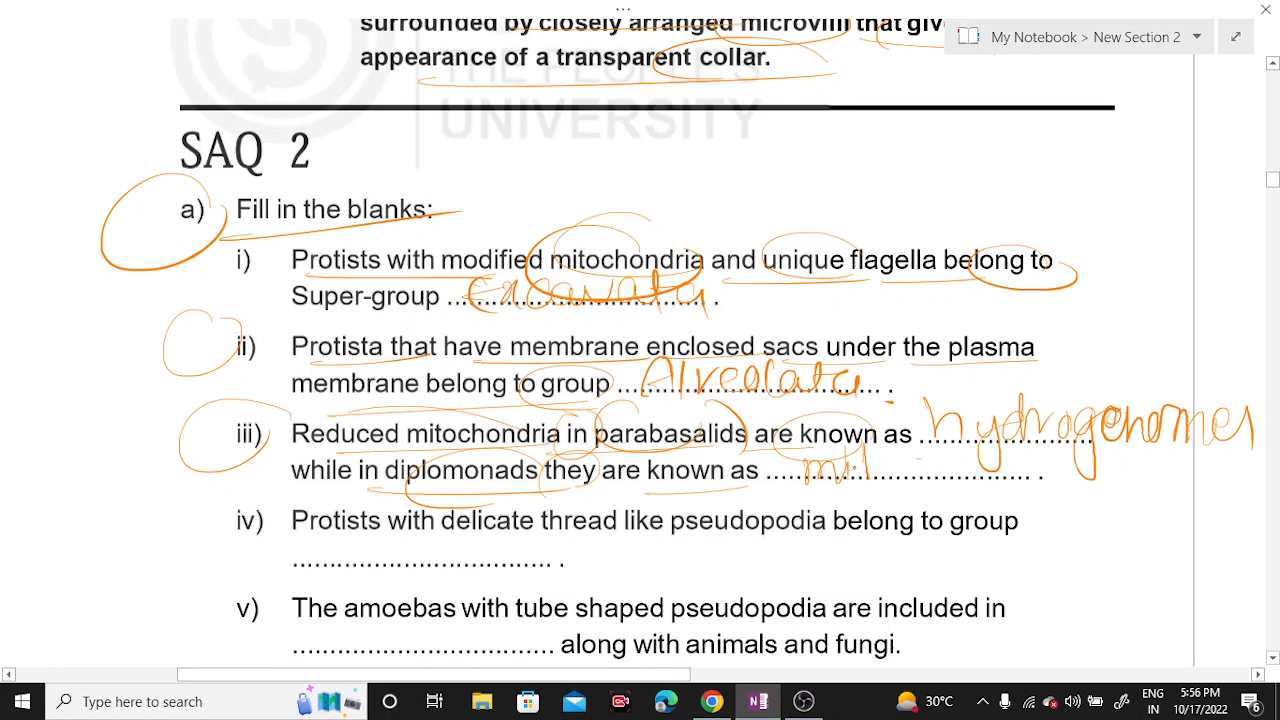 ...
surrounded by closely arranged microvilli that giv
My Notebook > New Section 2
appearance of a transparent collar.
THE PEOPLE'S
UNIVERSITY
SAQ 2
a) Fill in the blanks:
i) Protists with modified mitochondria and unique flagella belong to
Super-group .................................. .
Excavata
ii) Protista that have membrane enclosed sacs under the plasma
membrane belong to group .................................. .
Alveolata
iii) Reduced mitochondria in parabasalids are known as .......................
hydrogenomes
while in diplomonads they are known as .................................. .
mit
iv) Protists with delicate thread like pseudopodia belong to group
.................................. .
v) The amoebas with tube shaped pseudopodia are included in
.................................. along with animals and fungi.
Type here to search
30°C
ENG
IN
5:56 PM
10/17/2022
6